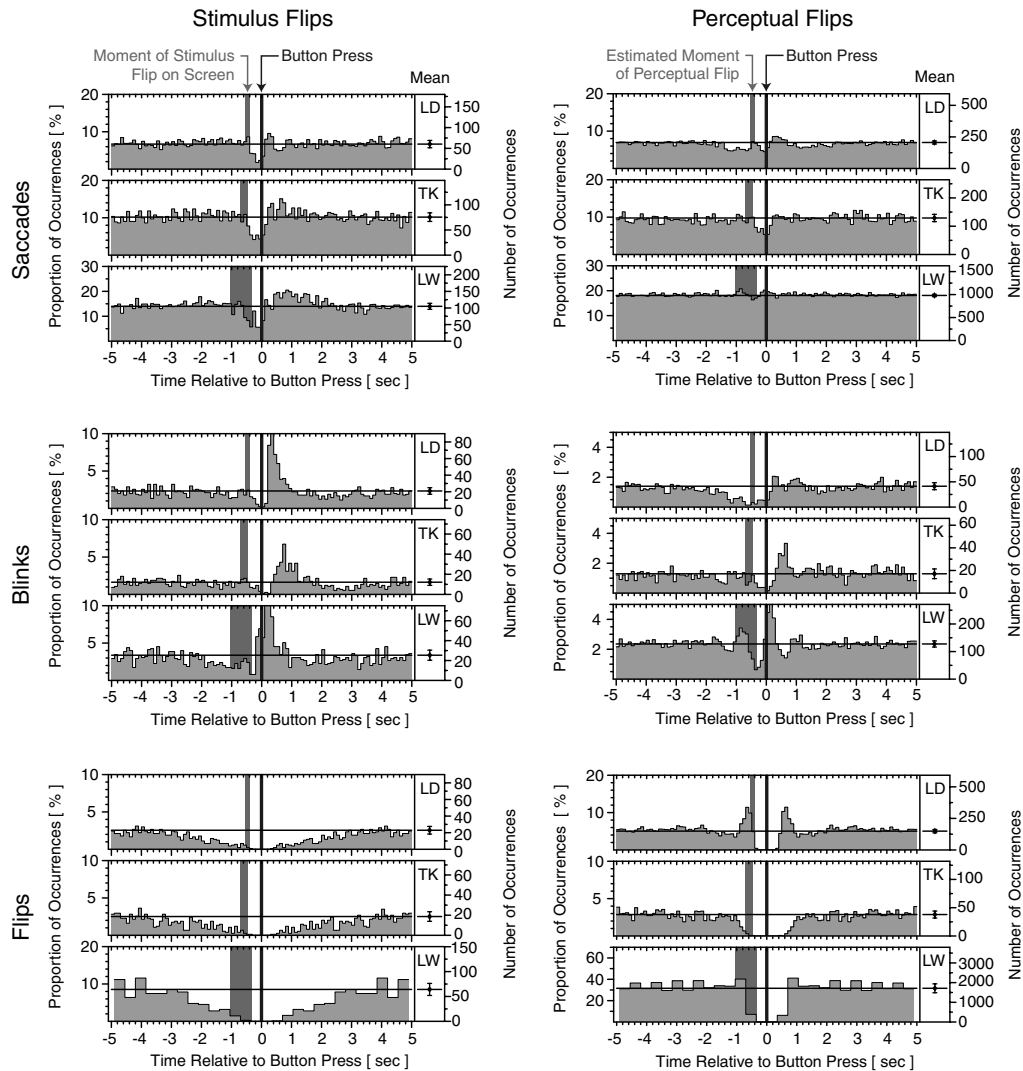 Stimulus Flips
Perceptual Flips
Moment of Stimulus
Flip on Screen
Button Press
Mean
Estimated Moment
of Perceptual Flip
Button Press
Mean
Saccades
Proportion of Occurrences [ % ]
20
10
LD
150
100
50
0
20
10
TK
100
50
0
30
20
10
LW
200
150
100
50
0
Number of Occurrences
-5 -4 -3 -2 -1 0 1 2 3 4 5
Time Relative to Button Press [ sec ]
Proportion of Occurrences [ % ]
20
10
LD
500
250
0
20
10
TK
200
100
0
30
20
10
LW
1500
1000
500
0
Number of Occurrences
-5 -4 -3 -2 -1 0 1 2 3 4 5
Time Relative to Button Press [ sec ]
Blinks
Proportion of Occurrences [ % ]
10
5
LD
80
60
40
20
0
10
5
TK
60
40
20
0
10
5
LW
60
40
20
0
Number of Occurrences
-5 -4 -3 -2 -1 0 1 2 3 4 5
Time Relative to Button Press [ sec ]
Proportion of Occurrences [ % ]
4
2
LD
100
50
0
4
2
TK
60
40
20
0
4
2
LW
200
100
0
Number of Occurrences
-5 -4 -3 -2 -1 0 1 2 3 4 5
Time Relative to Button Press [ sec ]
Flips
Proportion of Occurrences [ % ]
10
5
LD
80
60
40
20
0
10
5
TK
60
40
20
0
20
10
LW
150
100
50
0
Number of Occurrences
-5 -4 -3 -2 -1 0 1 2 3 4 5
Time Relative to Button Press [ sec ]
Proportion of Occurrences [ % ]
20
10
LD
500
250
0
10
5
TK
100
50
0
60
40
20
LW
3000
2000
1000
0
Number of Occurrences
-5 -4 -3 -2 -1 0 1 2 3 4 5
Time Relative to Button Press [ sec ]